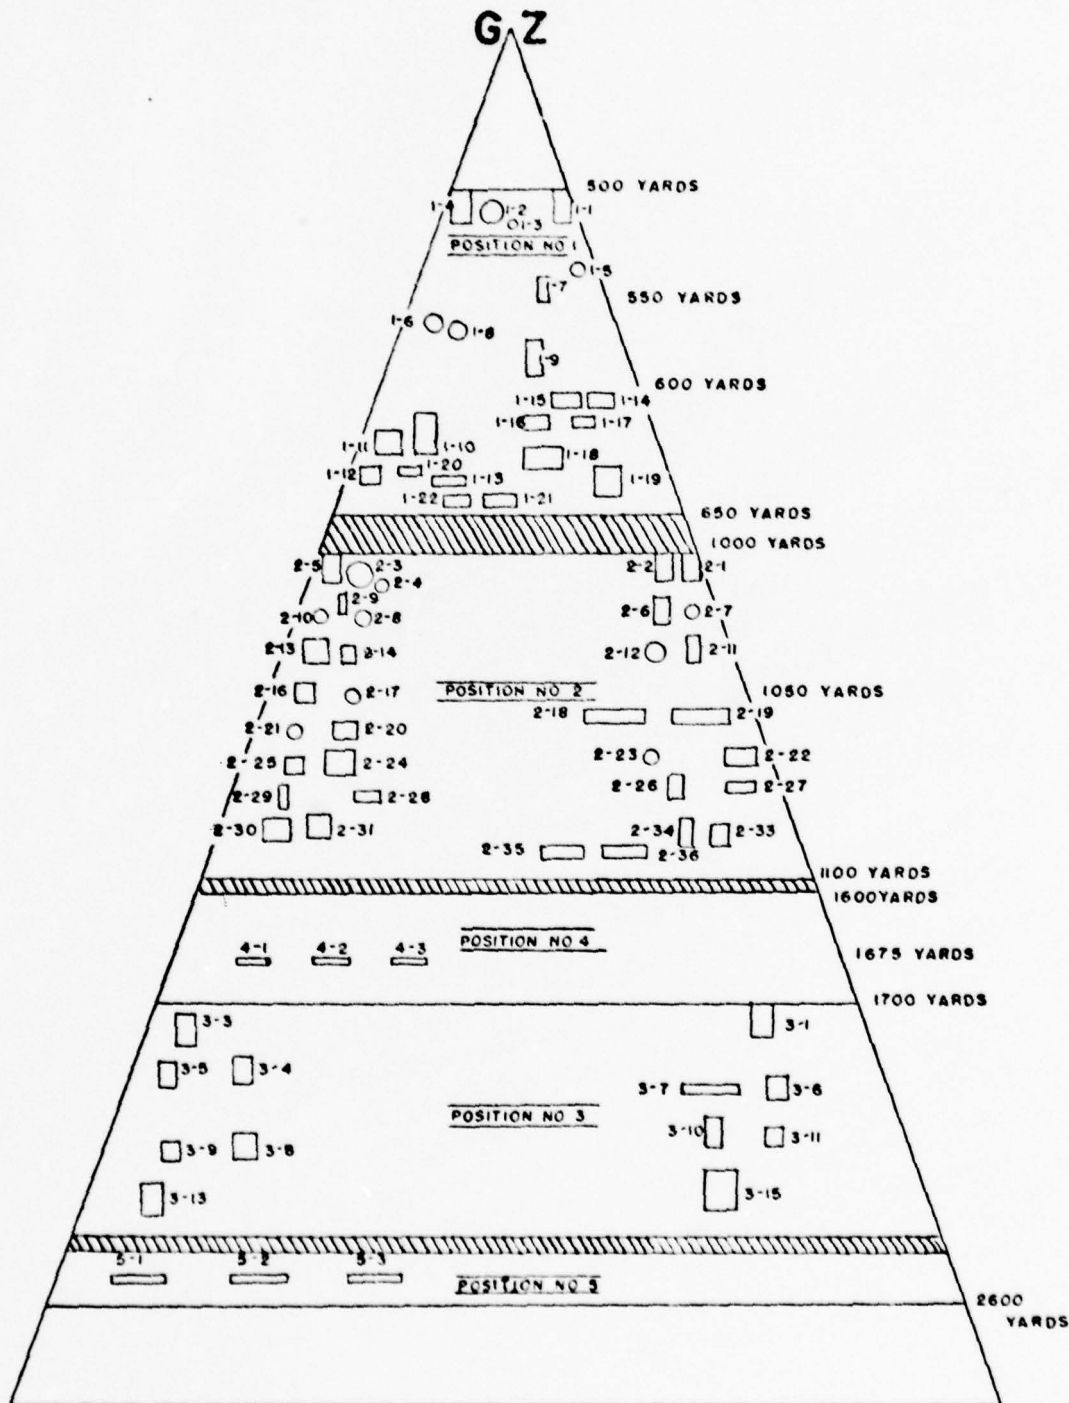 GZ
500 YARDS
1-4 1-2 1-1
1-3
POSITION NO 1
1-5
1-7
550 YARDS
1-6 1-8
1-9
600 YARDS
1-15 1-14
1-16 1-17
1-11 1-10 1-18
1-12 1-20 1-13 1-19
1-22 1-21
650 YARDS
1000 YARDS
2-5 2-3 2-2 2-1
2-4
2-9
2-10 2-8 2-6 2-7
2-13 2-14 2-12 2-11
2-16 2-17 POSITION NO 2 1050 YARDS
2-18 2-19
2-21 2-20
2-25 2-24 2-23 2-22
2-29 2-28 2-26 2-27
2-30 2-31 2-34 2-33
2-35 2-36
1100 YARDS
1600 YARDS
4-1 4-2 4-3 POSITION NO 4
1675 YARDS
1700 YARDS
3-3 3-1
3-5 3-4
3-7 3-6
POSITION NO 3
3-10 3-11
3-9 3-8
3-13 3-15
5-1 5-2 5-3
POSITION NO 5
2600
YARDS